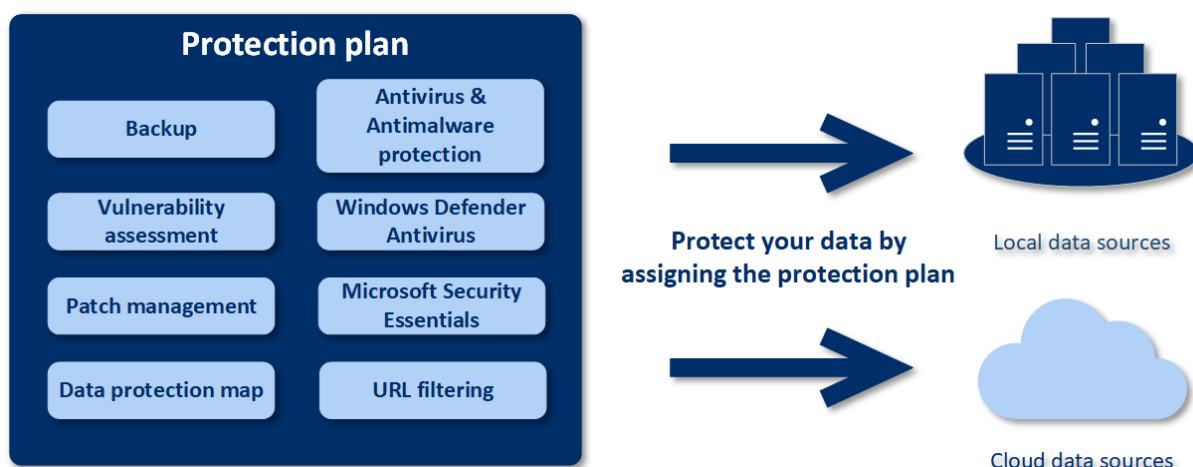 Protection plan
Backup
Antivirus &
Antimalware
protection
Vulnerability
assessment
Windows Defender
Antivirus
Patch management
Microsoft Security
Essentials
Data protection map
URL filtering
Protect your data by
assigning the protection plan
Local data sources
Cloud data sources